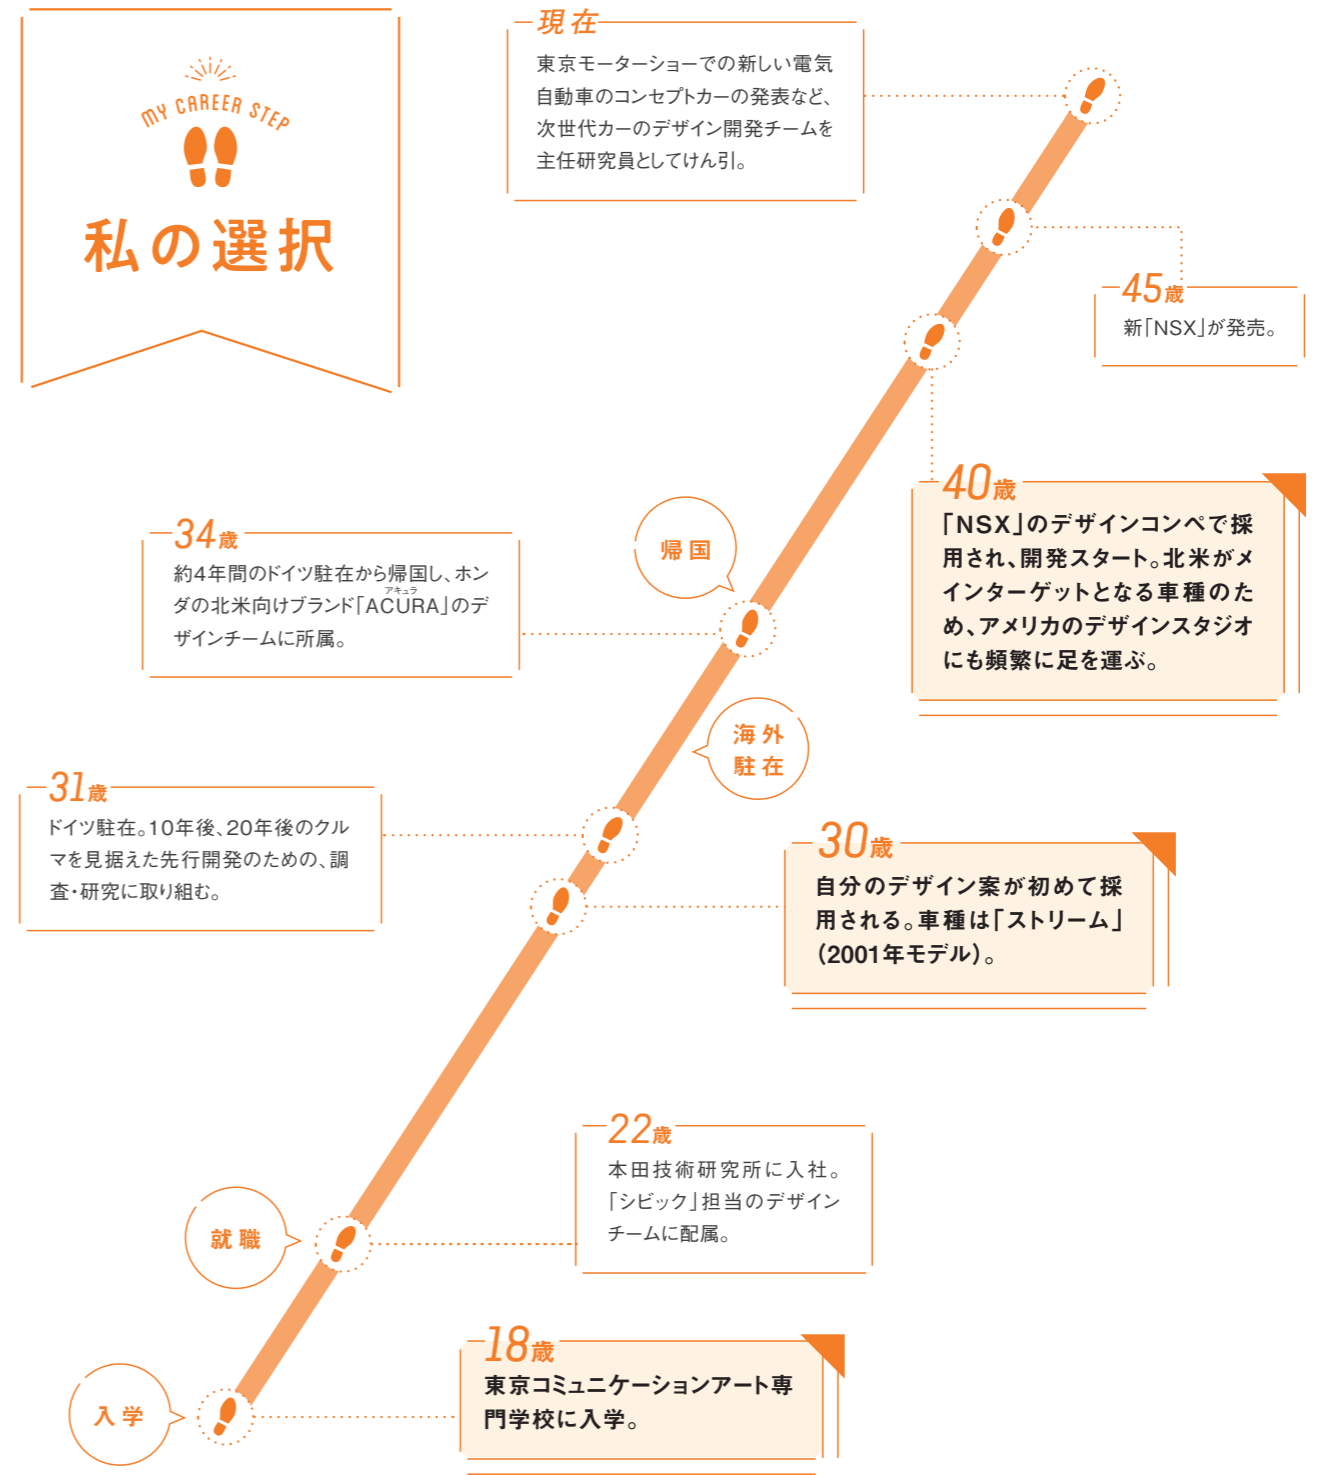 MY CAREER STEP
私の選択
現在
東京モーターショーでの新しい電気
自動車のコンセプトカーの発表など、
次世代カーのデザイン開発チームを
主任研究員としてけん引。
45歳
新「NSX」が発売。
40歳
「NSX」のデザインコンペで採
用され、開発スタート。北米がメ
インターゲットとなる車種のた
め、アメリカのデザインスタジオ
にも頻繁に足を運ぶ。
帰国
34歳
約4年間のドイツ駐在から帰国し、ホン
アキュラ
ダの北米向けブランド「ACURA」のデ
ザインチームに所属。
海外
駐在
31歳
ドイツ駐在。10年後、20年後のクル
マを見据えた先行開発のための、調
査・研究に取り組む。
30歳
自分のデザイン案が初めて採
用される。車種は「ストリーム」
（2001年モデル）。
22歳
本田技術研究所に入社。
「シビック」担当のデザイン
チームに配属。
就職
18歳
東京コミュニケーションアート専
門学校に入学。
入学